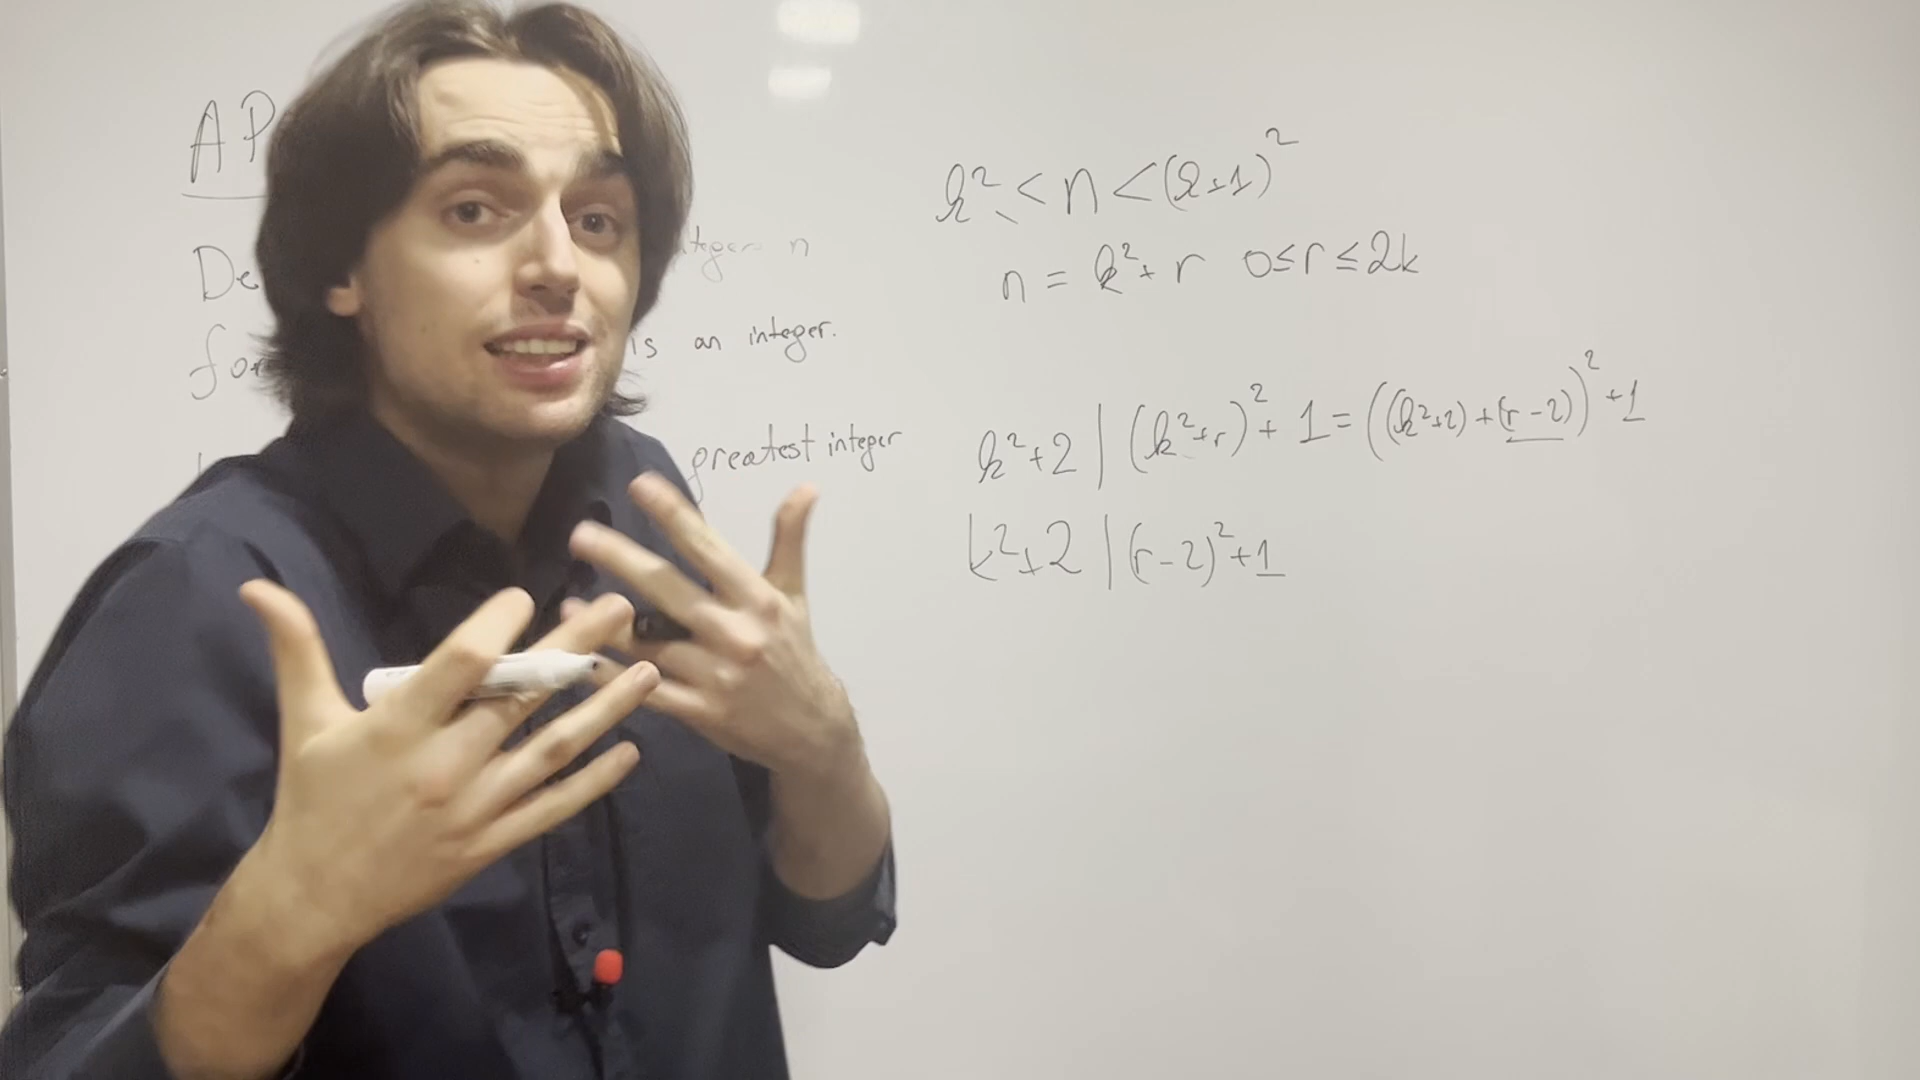 AP
De
integers n
for
is an integer.
greatest integer
k² < n < (k+1)²
n = k² + r 0 ≤ r ≤ 2k
k²+2 | (k²+r)² + 1 = ((k²+2) + (r-2))² + 1
k²+2 | (r-2)² + 1